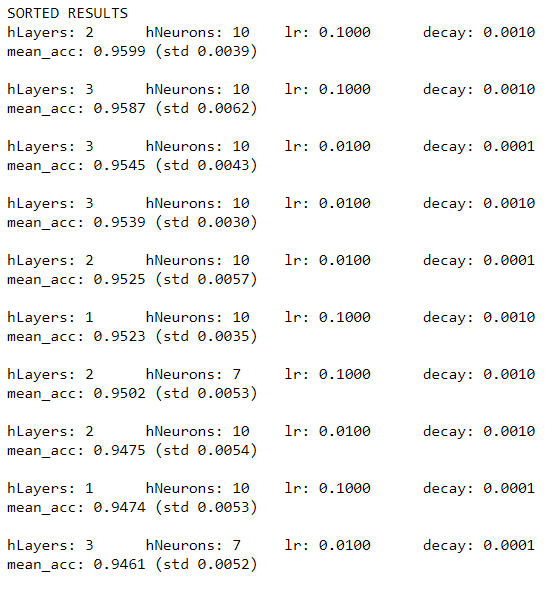 SORTED RESULTS
hLayers: 2 hNeurons: 10 lr: 0.1000 decay: 0.0010
mean_acc: 0.9599 (std 0.0039)
hLayers: 3 hNeurons: 10 lr: 0.1000 decay: 0.0010
mean_acc: 0.9587 (std 0.0062)
hLayers: 3 hNeurons: 10 lr: 0.0100 decay: 0.0001
mean_acc: 0.9545 (std 0.0043)
hLayers: 3 hNeurons: 10 lr: 0.0100 decay: 0.0010
mean_acc: 0.9539 (std 0.0030)
hLayers: 2 hNeurons: 10 lr: 0.0100 decay: 0.0001
mean_acc: 0.9525 (std 0.0057)
hLayers: 1 hNeurons: 10 lr: 0.1000 decay: 0.0010
mean_acc: 0.9523 (std 0.0035)
hLayers: 2 hNeurons: 7 lr: 0.1000 decay: 0.0010
mean_acc: 0.9502 (std 0.0053)
hLayers: 2 hNeurons: 10 lr: 0.0100 decay: 0.0010
mean_acc: 0.9475 (std 0.0054)
hLayers: 1 hNeurons: 10 lr: 0.1000 decay: 0.0001
mean_acc: 0.9474 (std 0.0053)
hLayers: 3 hNeurons: 7 lr: 0.0100 decay: 0.0001
mean_acc: 0.9461 (std 0.0052)